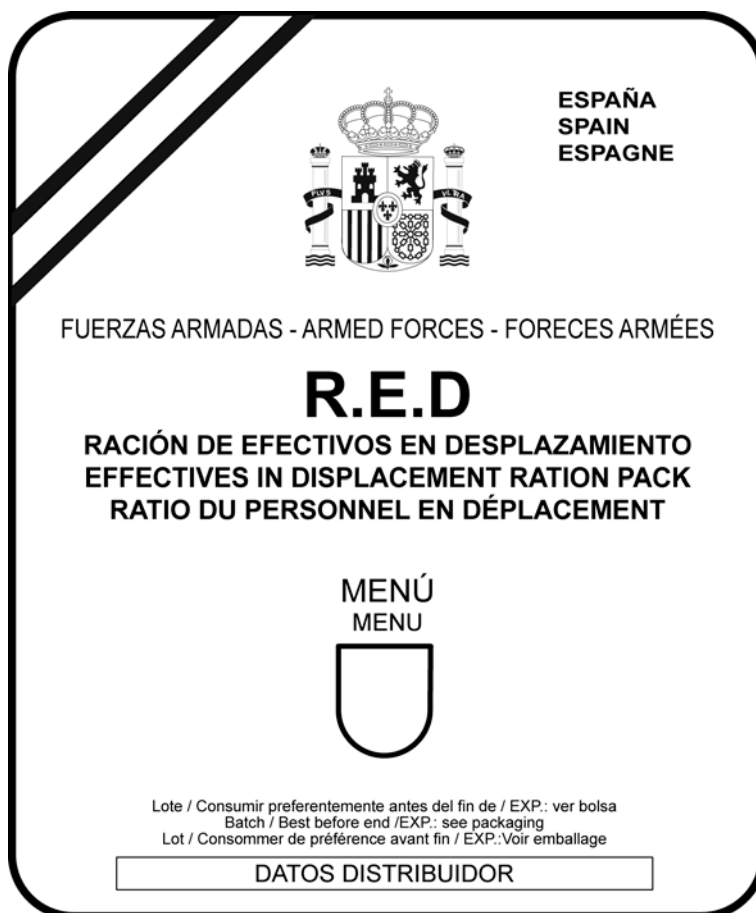 ESPAÑA
SPAIN
ESPAGNE
PLVS VLTRA
FUERZAS ARMADAS - ARMED FORCES - FORECES ARMÉES
R.E.D
RACIÓN DE EFECTIVOS EN DESPLAZAMIENTO
EFFECTIVES IN DISPLACEMENT RATION PACK
RATIO DU PERSONNEL EN DÉPLACEMENT
MENÚ
MENU
Lote / Consumir preferentemente antes del fin de / EXP.: ver bolsa
Batch / Best before end /EXP.: see packaging
Lot / Consommer de préférence avant fin / EXP.:Voir emballage
DATOS DISTRIBUIDOR